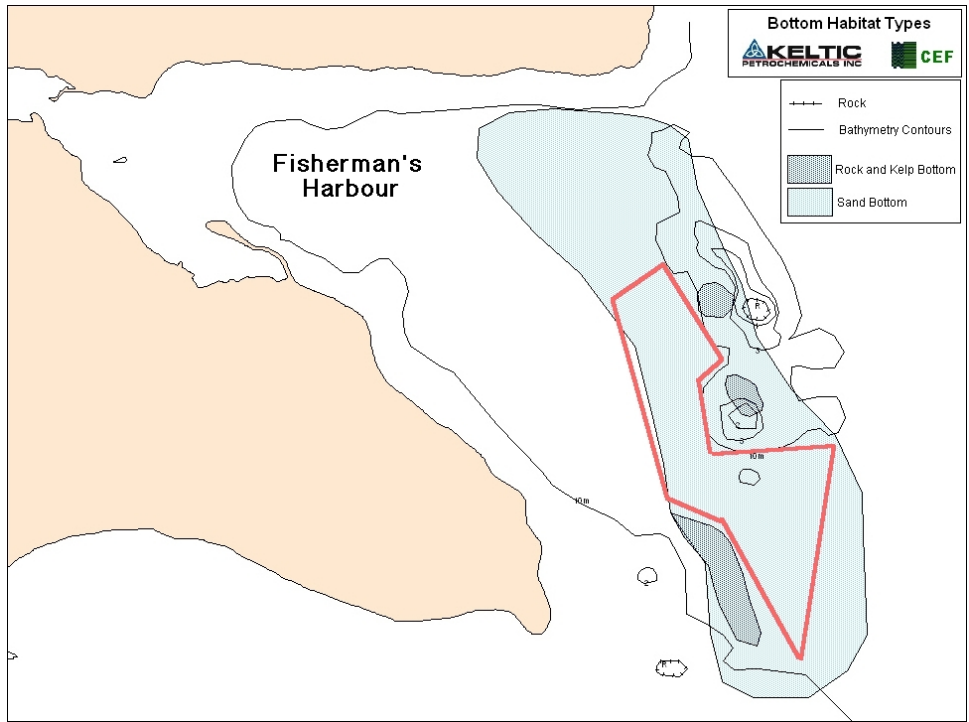 Bottom Habitat Types
KELTIC
PETROCHEMICALS INC
CEF
Rock
Bathymetry Contours
Rock and Kelp Bottom
Sand Bottom
Fisherman's
Harbour
R
10m
10m
2
R